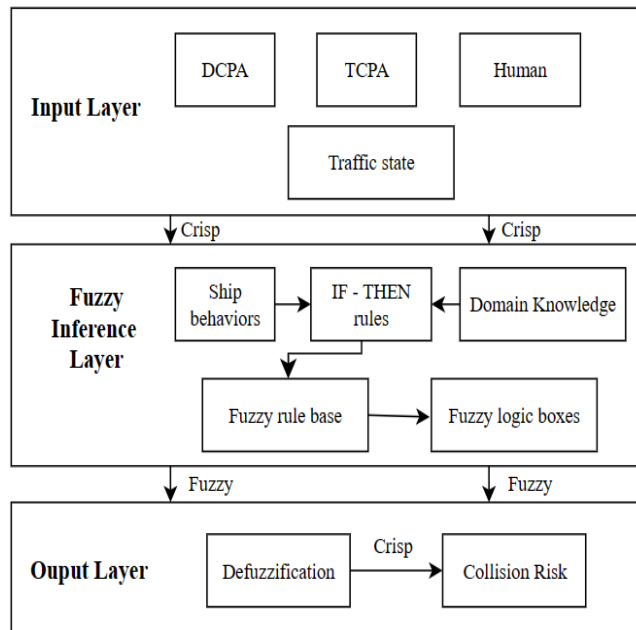 DCPA
TCPA
Human
Input Layer
Traffic state
Crisp
Crisp
Fuzzy
Inference
Layer
Ship
behaviors
IF - THEN
rules
Domain Knowledge
Fuzzy rule base
Fuzzy logic boxes
Fuzzy
Fuzzy
Ouput Layer
Defuzzification
Crisp
Collision Risk